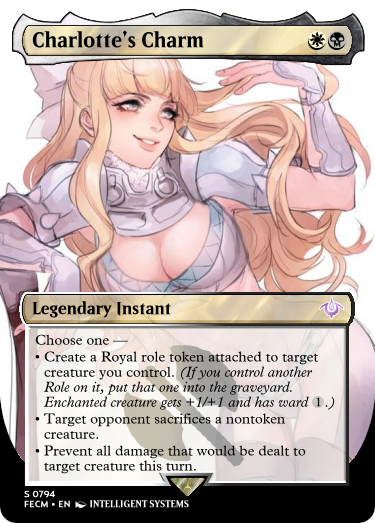 Charlotte's Charm
Legendary Instant
Choose one —
• Create a Royal role token attached to target
creature you control. (If you control another
Role on it, put that one into the graveyard.
Enchanted creature gets +1/+1 and has ward 1.)
• Target opponent sacrifices a nontoken
creature.
• Prevent all damage that would be dealt to
target creature this turn.
S 0794
FECM • EN INTELLIGENT SYSTEMS